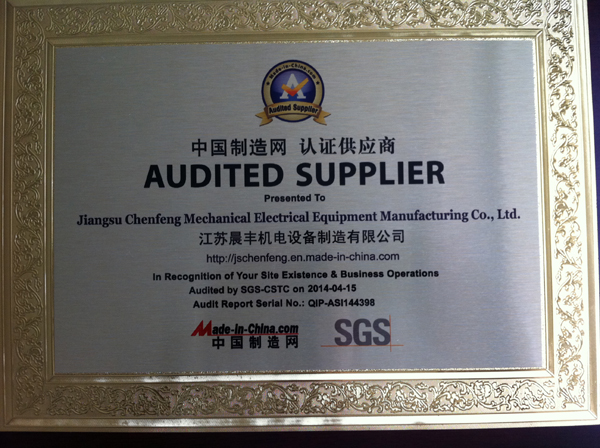 Made-in-China.com
Audited Supplier
中国制造网 认证供应商
AUDITED SUPPLIER
Presented To
Jiangsu Chenfeng Mechanical Electrical Equipment Manufacturing Co., Ltd.
江苏晨丰机电设备制造有限公司
http://jschenfeng.en.made-in-china.com
In Recognition of Your Site Existence & Business Operations
Audited by SGS-CSTC on 2014-04-15
Audit Report Serial No.: QIP-ASI144398
Made-in-China.com SGS
中国制造网